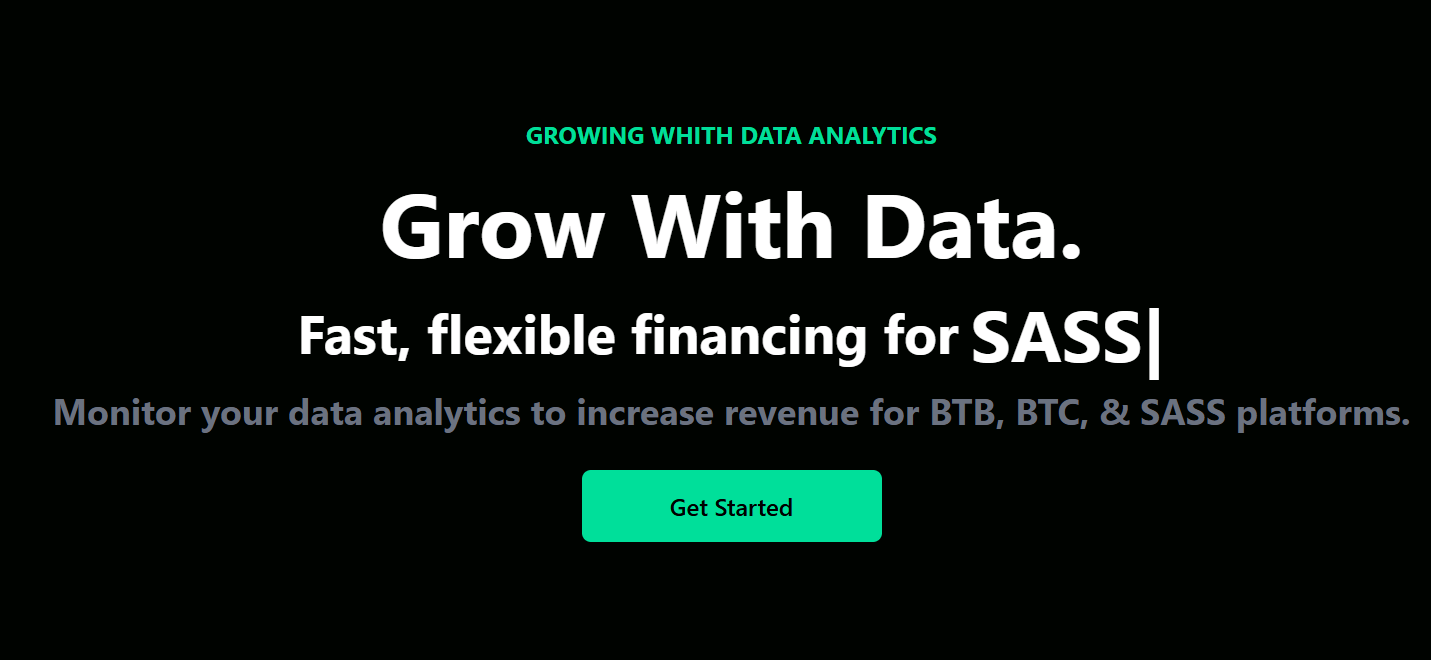 GROWING WHITH DATA ANALYTICS
Grow With Data.
Fast, flexible financing for SASS|
Monitor your data analytics to increase revenue for BTB, BTC, & SASS platforms.
Get Started